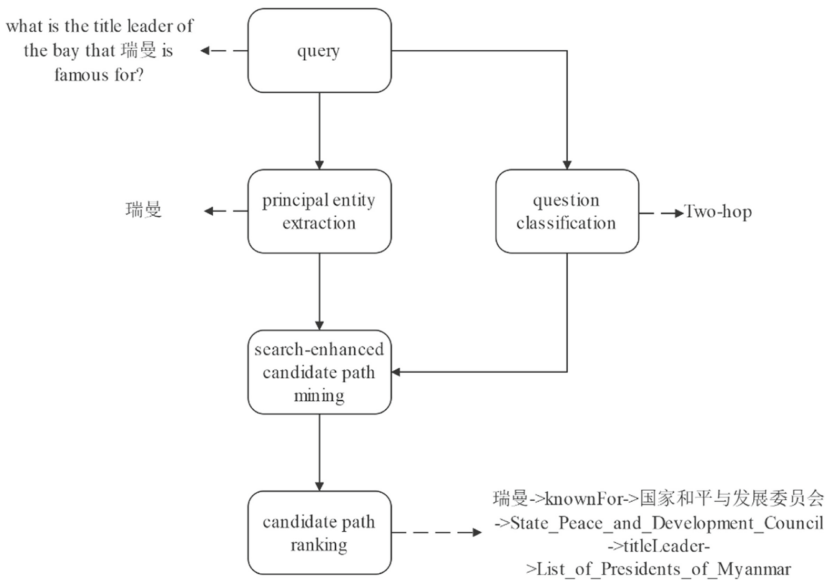 what is the title leader of
the bay that 瑞曼 is
famous for?
query
瑞曼
principal entity
extraction
question
classification
Two-hop
search-enhanced
candidate path
mining
candidate path
ranking
瑞曼->knownFor->国家和平与发展委员会
->State_Peace_and_Development_Council
->titleLeader-
>List_of_Presidents_of_Myanmar